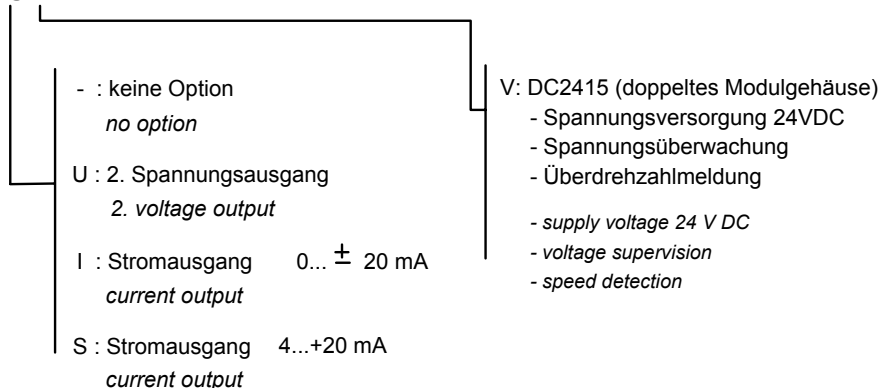 - : keine Option
no option
U : 2. Spannungsausgang
2. voltage output
I : Stromausgang 0... ± 20 mA
current output
S : Stromausgang 4...+20 mA
current output
V: DC2415 (doppeltes Modulgehäuse)
- Spannungsversorgung 24VDC
- Spannungsüberwachung
- Überdrehzahlmeldung
- supply voltage 24 V DC
- voltage supervision
- speed detection